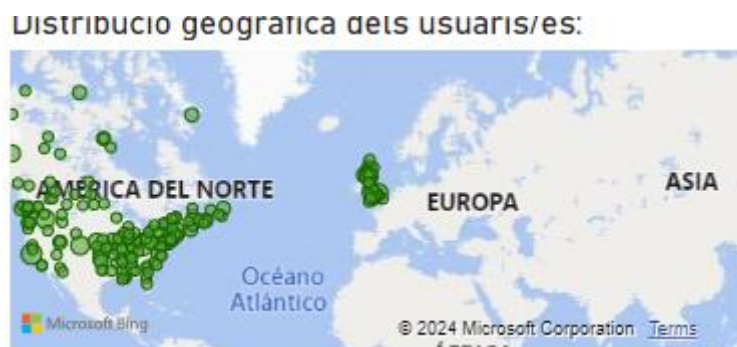 Distribució geogràfica dels usuaris/es:
AMÉRICA DEL NORTE
EUROPA
ASIA
Océano
Atlántico
Microsoft Bing
© 2024 Microsoft Corporation Terms